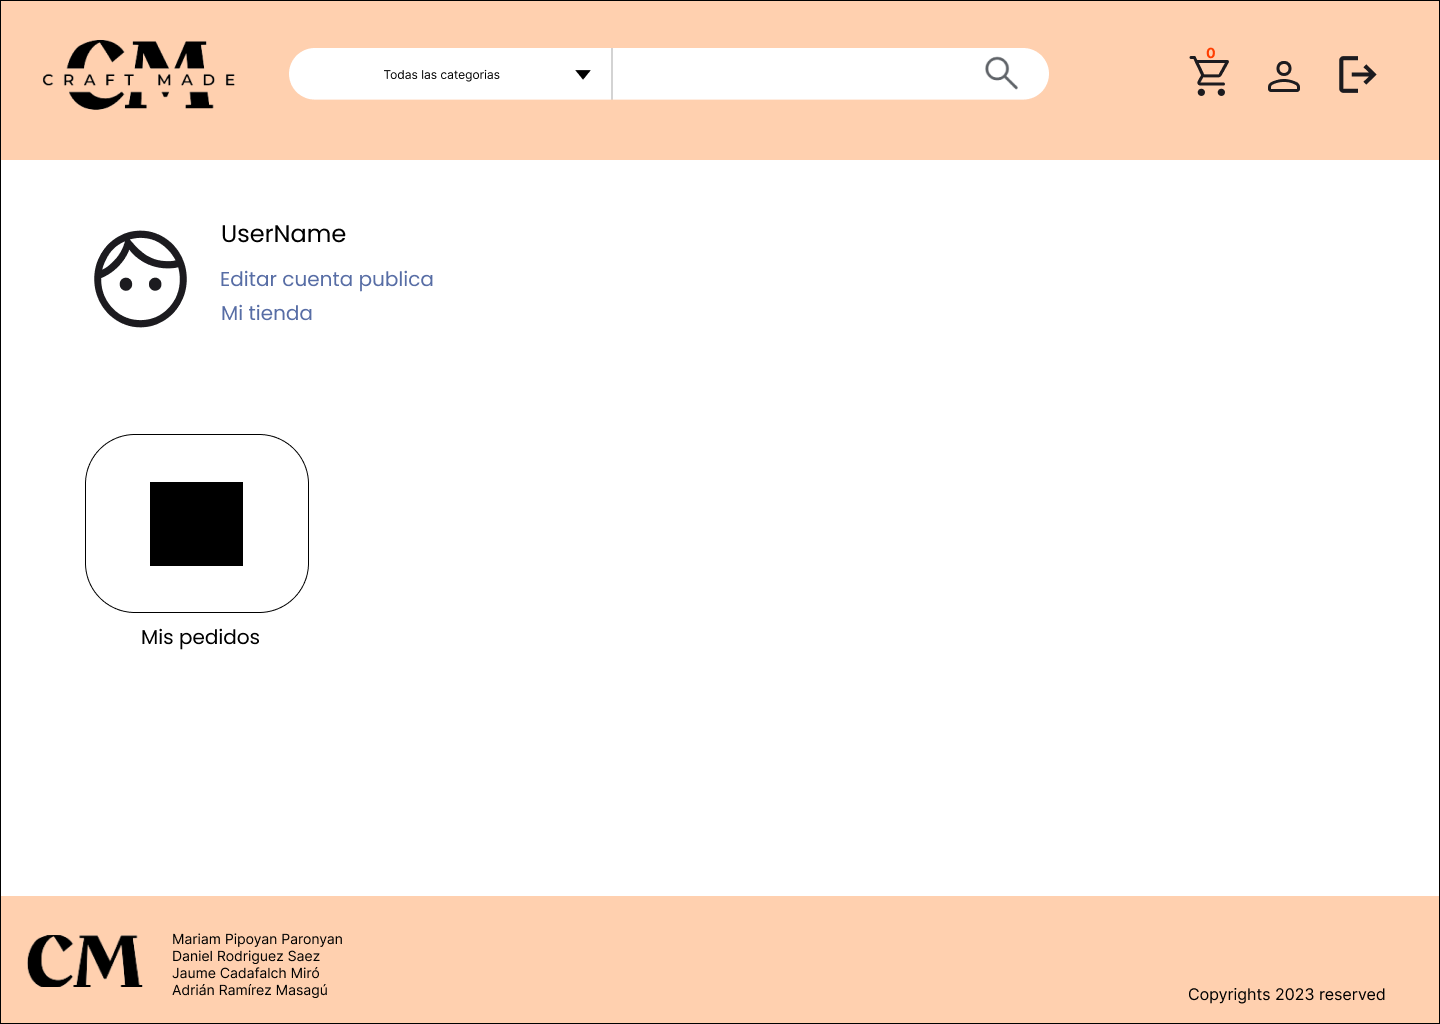 CM
CRAFT MADE
Todas las categorias
0
UserName
Editar cuenta publica
Mi tienda
Mis pedidos
CM
Mariam Pipoyan Paronyan
Daniel Rodriguez Saez
Jaume Cadafalch Miró
Adrián Ramírez Masagú
Copyrights 2023 reserved